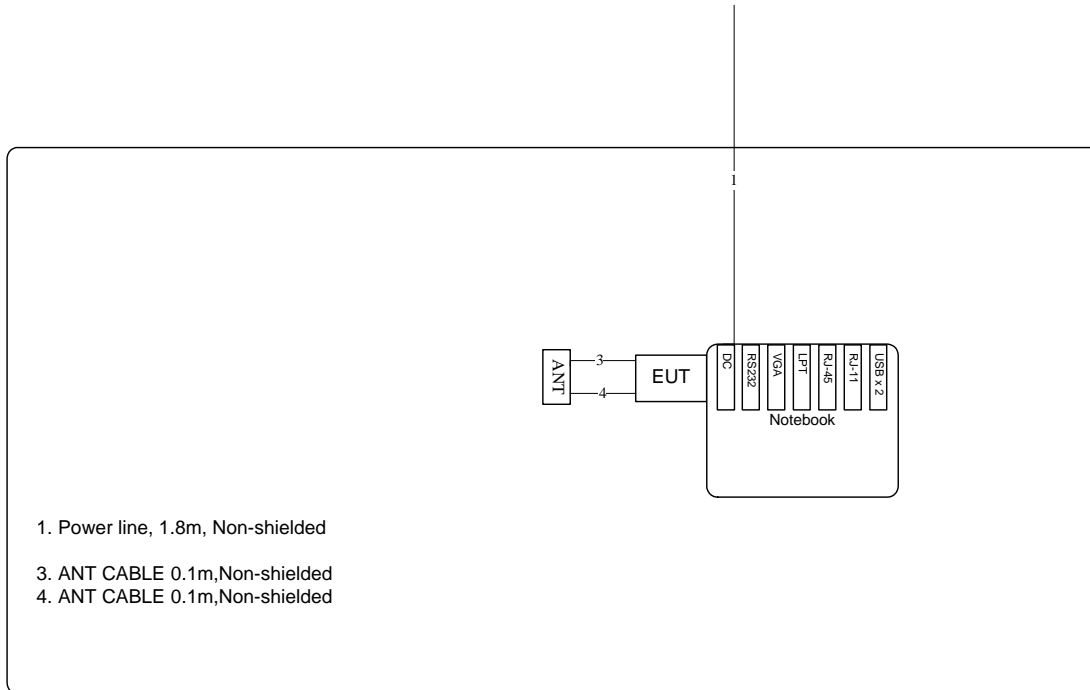 1
ANT
3
4
EUT
DC
RS232
VGA
LPT
RJ-45
RJ-11
USB x 2
Notebook
1. Power line, 1.8m, Non-shielded
3. ANT CABLE 0.1m,Non-shielded
4. ANT CABLE 0.1m,Non-shielded